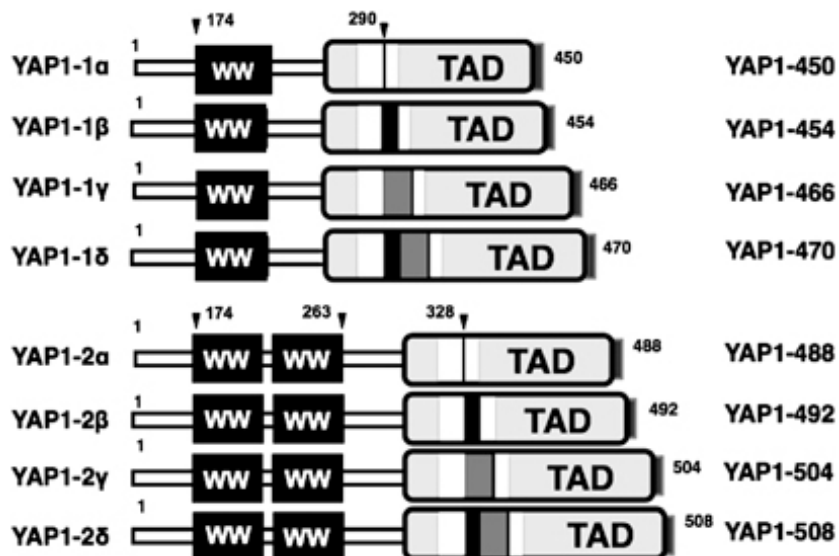 174 290
YAP1-1α 1 WW TAD 450 YAP1-450
YAP1-1β 1 WW TAD 454 YAP1-454
YAP1-1γ 1 WW TAD 466 YAP1-466
YAP1-1δ 1 WW TAD 470 YAP1-470
174 263 328
YAP1-2α 1 WW WW TAD 488 YAP1-488
YAP1-2β 1 WW WW TAD 492 YAP1-492
YAP1-2γ 1 WW WW TAD 504 YAP1-504
YAP1-2δ 1 WW WW TAD 508 YAP1-508